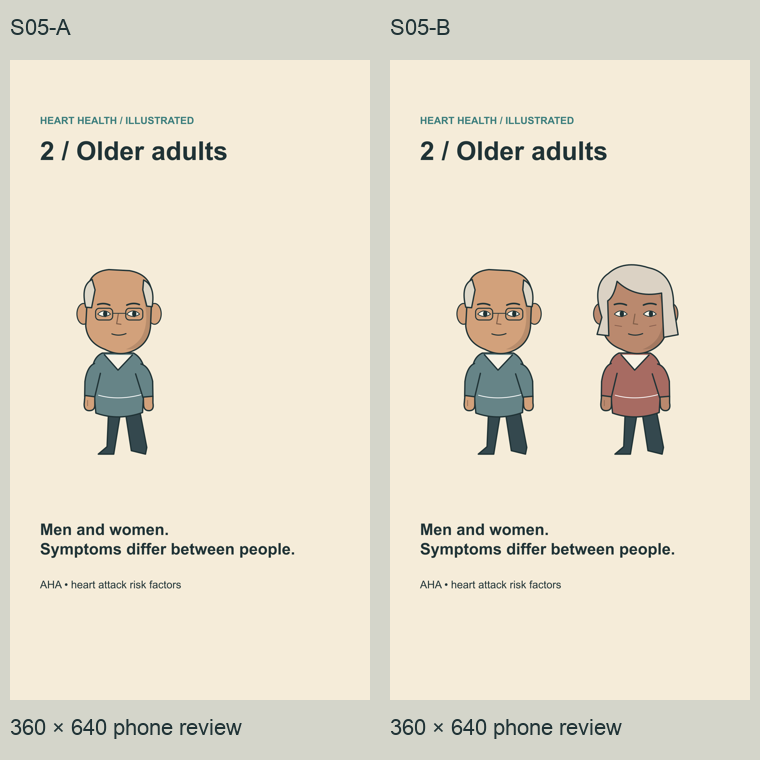 S05-A
HEART HEALTH / ILLUSTRATED
2 / Older adults
Men and women.
Symptoms differ between people.
AHA • heart attack risk factors
360 × 640 phone review
S05-B
HEART HEALTH / ILLUSTRATED
2 / Older adults
Men and women.
Symptoms differ between people.
AHA • heart attack risk factors
360 × 640 phone review